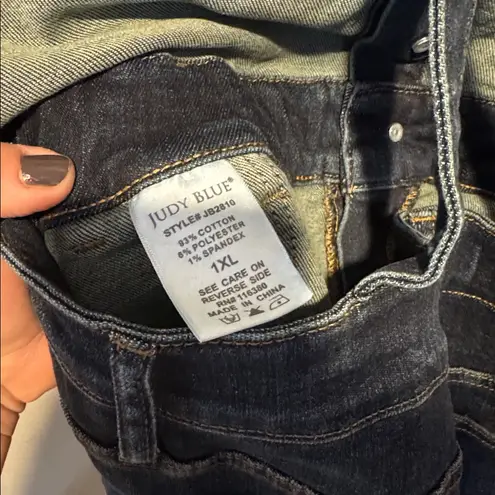 JUDY BLUE®
STYLE# JB2810
93% COTTON
6% POLYESTER
1% SPANDEX
1XL
SEE CARE ON
REVERSE SIDE
RN# 116380
MADE IN CHINA